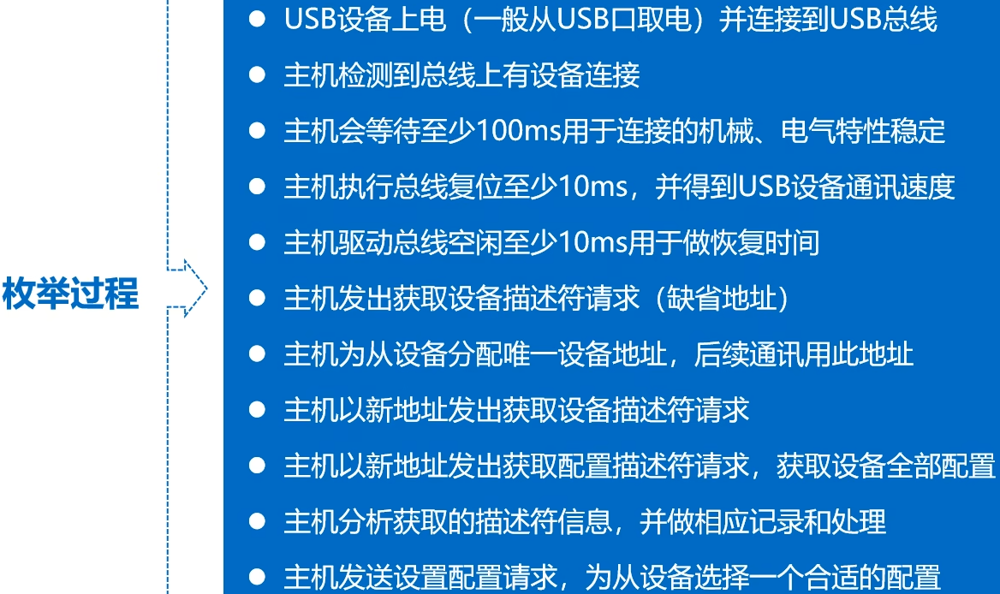 枚举过程
USB设备上电（一般从USB口取电）并连接到USB总线
主机检测到总线上有设备连接
主机会等待至少100ms用于连接的机械、电气特性稳定
主机执行总线复位至少10ms，并得到USB设备通讯速度
主机驱动总线空闲至少10ms用于做恢复时间
主机发出获取设备描述符请求（缺省地址）
主机为从设备分配唯一设备地址，后续通讯用此地址
主机以新地址发出获取设备描述符请求
主机以新地址发出获取配置描述符请求，获取设备全部配置
主机分析获取的描述符信息，并做相应记录和处理
主机发送设置配置请求，为从设备选择一个合适的配置